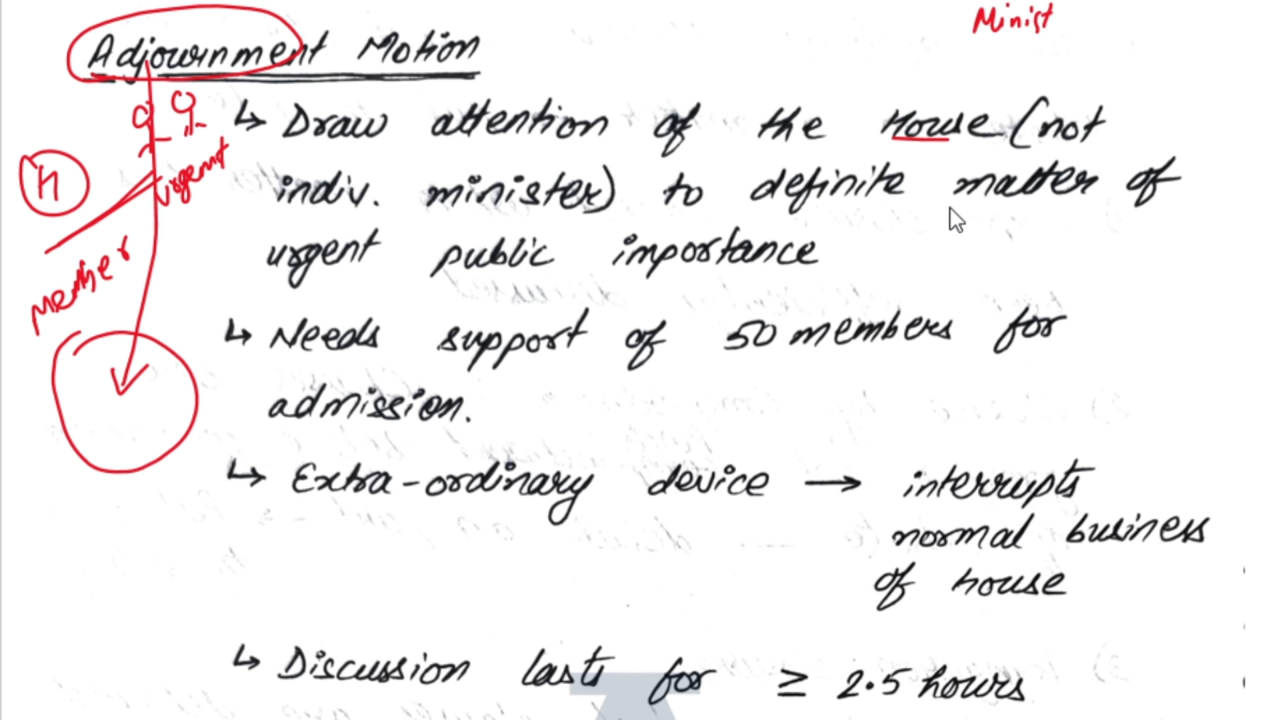 Minist
Adjournment Motion
↳ Draw attention of the House (not
indiv. minister) to definite matter of
urgent public importance
urgent
H
member
↳ Needs support of 50 members for
admission.
↳ Extra-ordinary device → interrupts
normal business
of house
↳ Discussion lasts for ≥ 2.5 hours